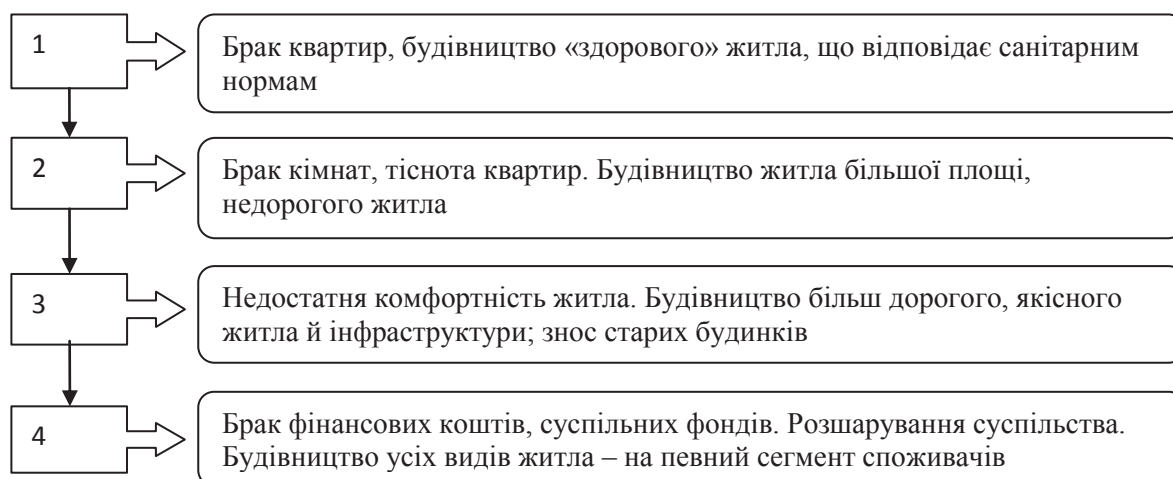 1
Брак квартир, будівництво «здорового» житла, що відповідає санітарним
нормам
2
Брак кімнат, тіснота квартир. Будівництво житла більшої площі,
недорогого житла
3
Недостатня комфортність житла. Будівництво більш дорогого, якісного
житла й інфраструктури; знос старих будинків
4
Брак фінансових коштів, суспільних фондів. Розшарування суспільства.
Будівництво усіх видів житла – на певний сегмент споживачів